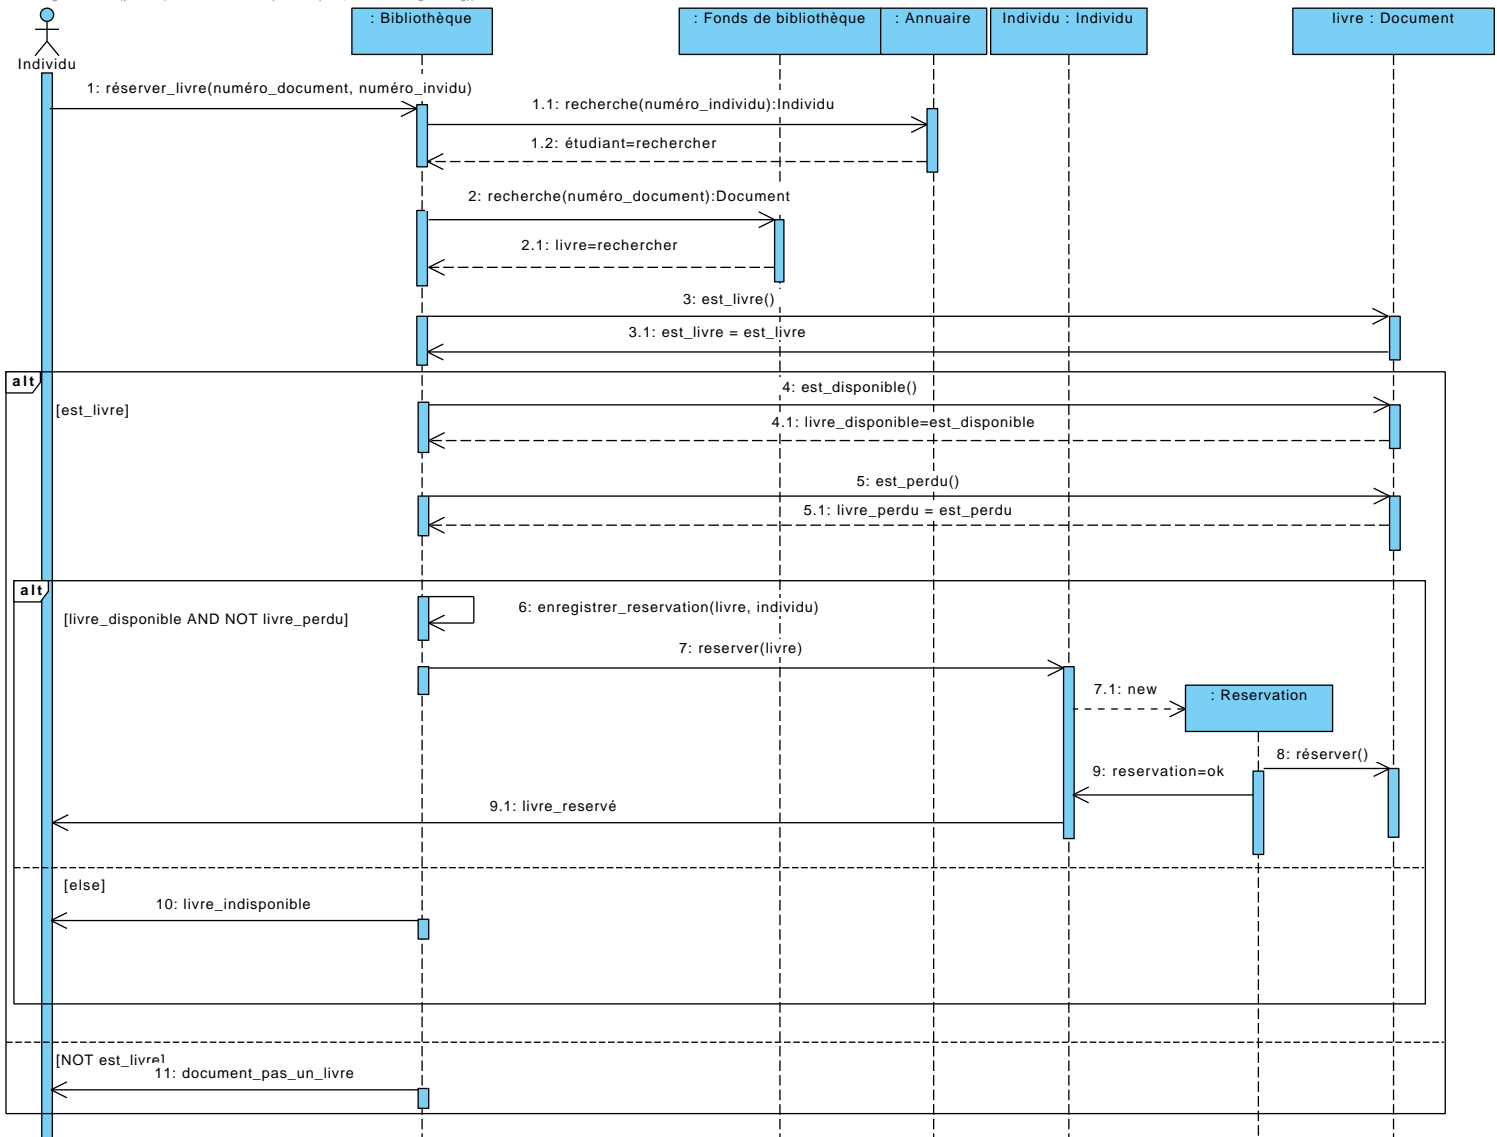 : Bibliothèque
: Fonds de bibliothèque
: Annuaire
Individu : Individu
livre : Document
Individu
1: réserver_livre(numéro_document, numéro_invidu)
1.1: recherche(numéro_individu):Individu
1.2: étudiant=rechercher
2: recherche(numéro_document):Document
2.1: livre=rechercher
3: est_livre()
3.1: est_livre = est_livre
alt
4: est_disponible()
[est_livre]
4.1: livre_disponible=est_disponible
5: est_perdu()
5.1: livre_perdu = est_perdu
alt
6: enregistrer_reservation(livre, individu)
[livre_disponible AND NOT livre_perdu]
7: reserver(livre)
7.1: new
: Reservation
8: réserver()
9: reservation=ok
9.1: livre_reservé
[else]
10: livre_indisponible
[NOT est_livre]
11: document_pas_un_livre